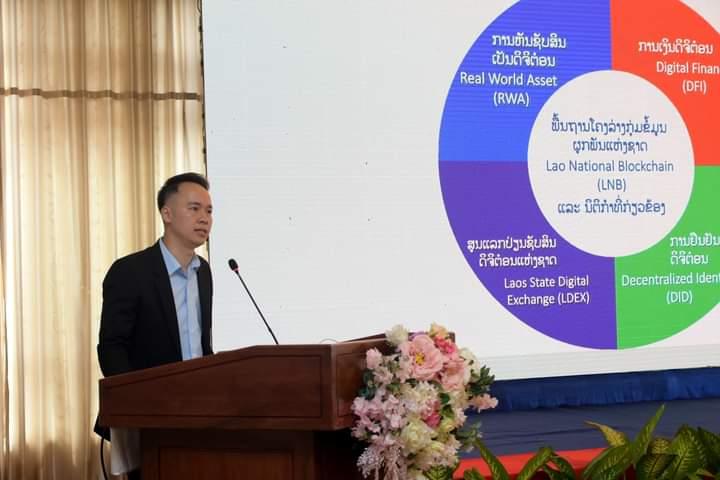 ການຫັນຊັບສິນ
ເປັນດິຈິຕ໋ອນ
Real World Asset
(RWA)
ການເງິນດິຈິຕ໋ອນ
Digital Finan
(DFI)
ພື້ນຖານໂຄງລ່າງກຸ່ມຂໍ້ມູນ
ຜູກພັນແຫ່ງຊາດ
Lao National Blockchain
(LNB)
ແລະ ນິຕິກຳທີ່ກ່ຽວຂ້ອງ
ສູນແລກປ່ຽນຊັບສິນ
ດິຈິຕ໋ອນແຫ່ງຊາດ
Laos State Digital
Exchange (LDEX)
ການຢືນຢັນ
ດິຈິຕ໋ອນ
Decentralized Ident
(DID)